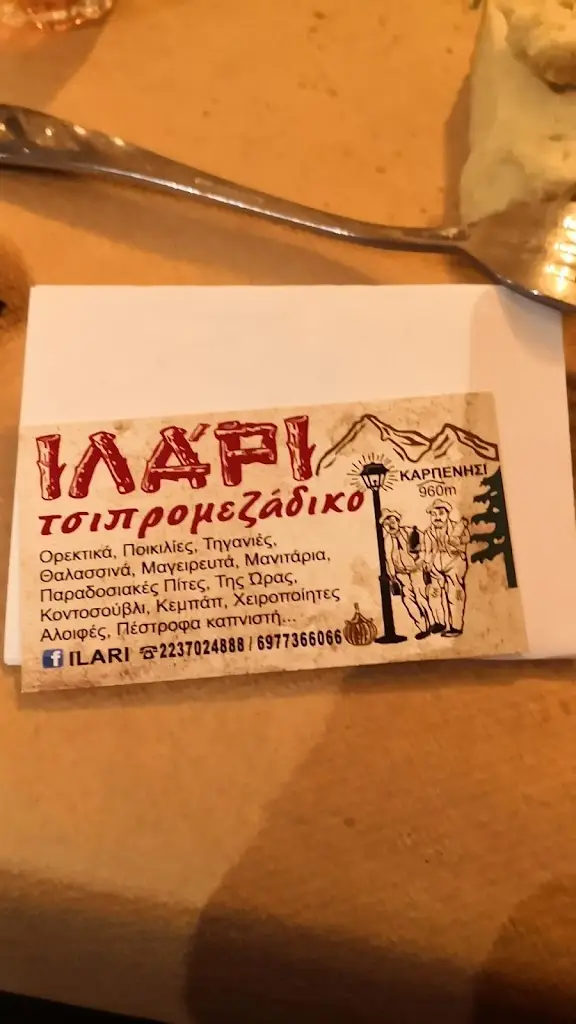 ΙΛΆΡΙ
τσιπρομεζάδικο
ΚΑΡΠΕΝΗΣΙ
960m
Ορεκτικά, Ποικιλίες, Τηγανιές,
Θαλασσινά, Μαγειρευτά, Μανιτάρια,
Παραδοσιακές Πίτες, Της Ώρας,
Κοντοσούβλι, Κεμπάπ, Χειροποίητες
Αλοιφές, Πέστροφα καπνιστή...
f ILARI ☎2237024888 / 6977366066